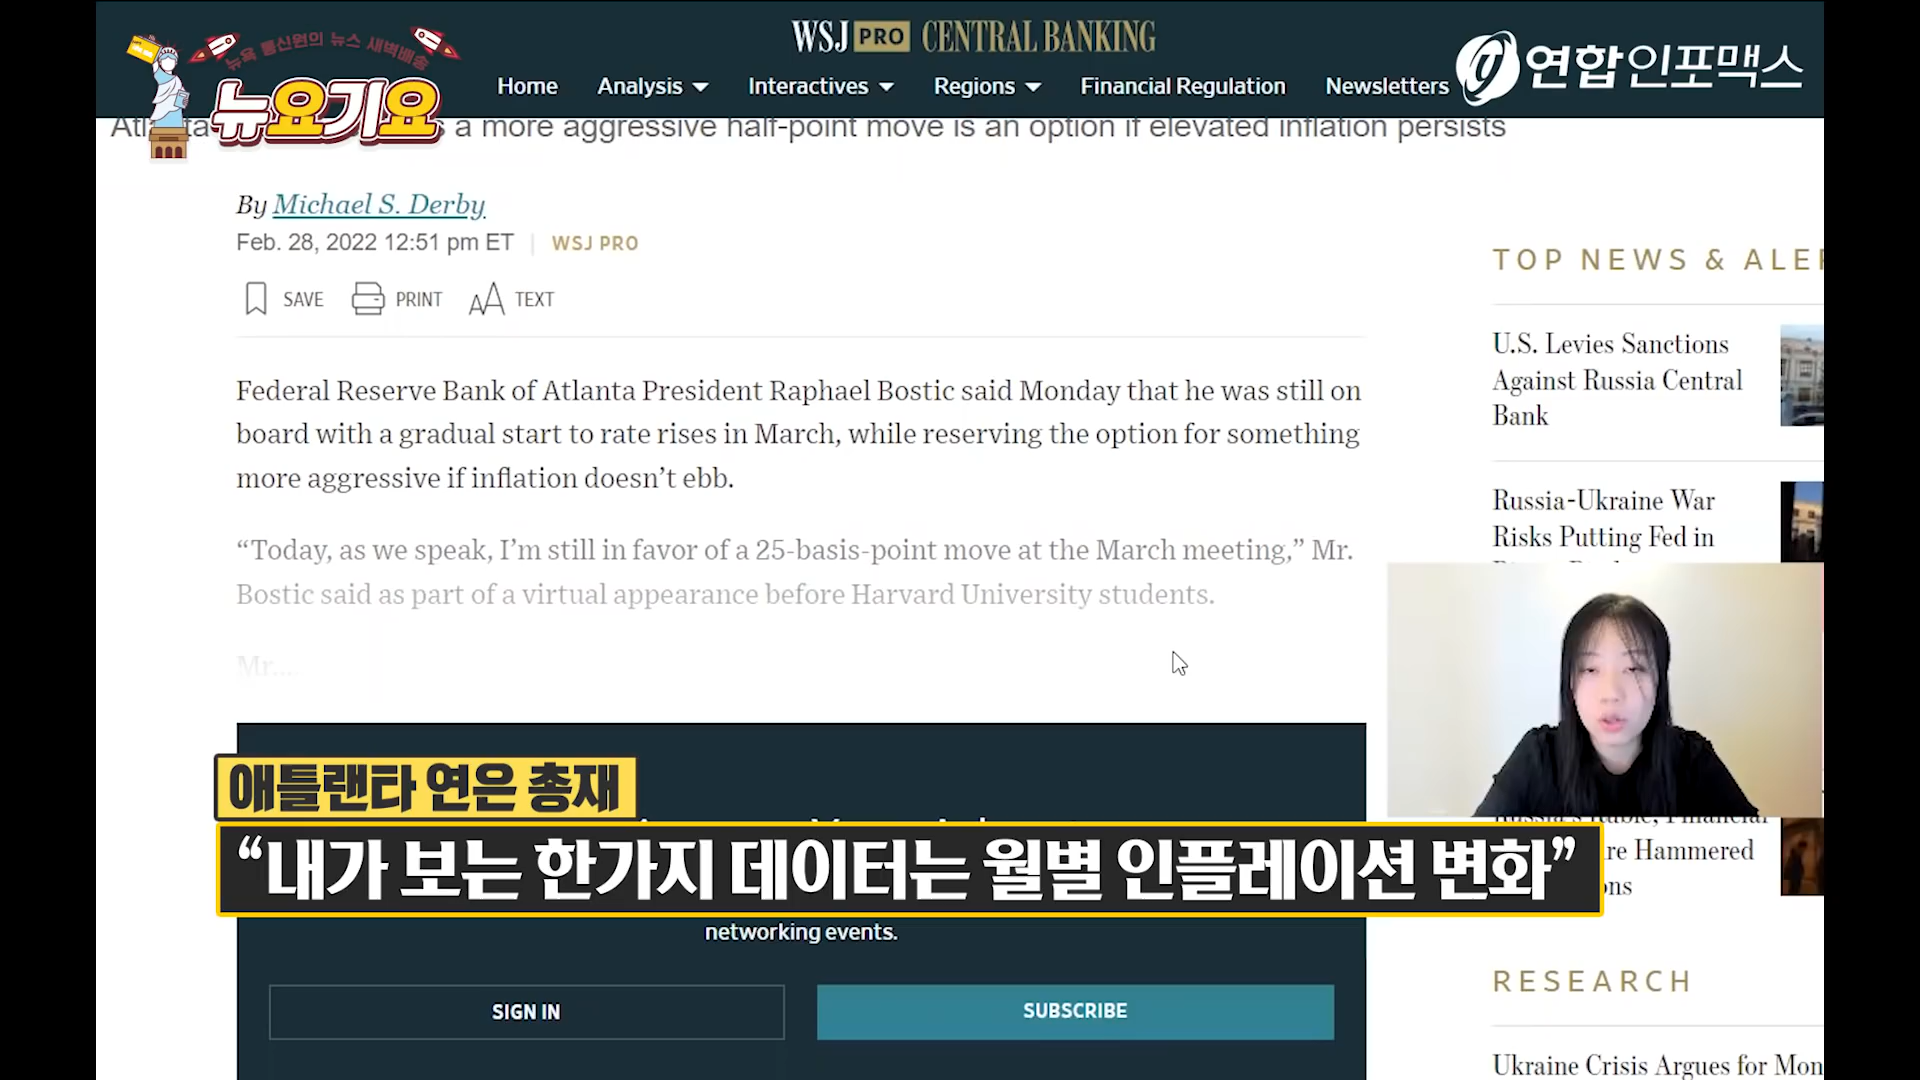 WSJ PRO CENTRAL BANKING
뉴욕 통신원의 뉴스 새벽배송
뉴요기요
연합인포맥스
Home Analysis Interactives Regions Financial Regulation Newsletters
a more aggressive half-point move is an option if elevated inflation persists
By Michael S. Derby
Feb. 28, 2022 12:51 pm ET | WSJ PRO
SAVE PRINT AA TEXT
Federal Reserve Bank of Atlanta President Raphael Bostic said Monday that he was still on
board with a gradual start to rate rises in March, while reserving the option for something
more aggressive if inflation doesn’t ebb.
“Today, as we speak, I’m still in favor of a 25-basis-point move at the March meeting,” Mr.
Bostic said as part of a virtual appearance before Harvard University students.
Mr....
TOP NEWS &
U.S. Levies Sanctions
Against Russia Central
Bank
Russia-Ukraine War
Risks Putting Fed in
애틀랜타 연은 총재
“내가 보는 한가지 데이터는 월별 인플레이션 변화”
Hammered
networking events.
SIGN IN
SUBSCRIBE
RESEARCH
Ukraine Crisis Argues for